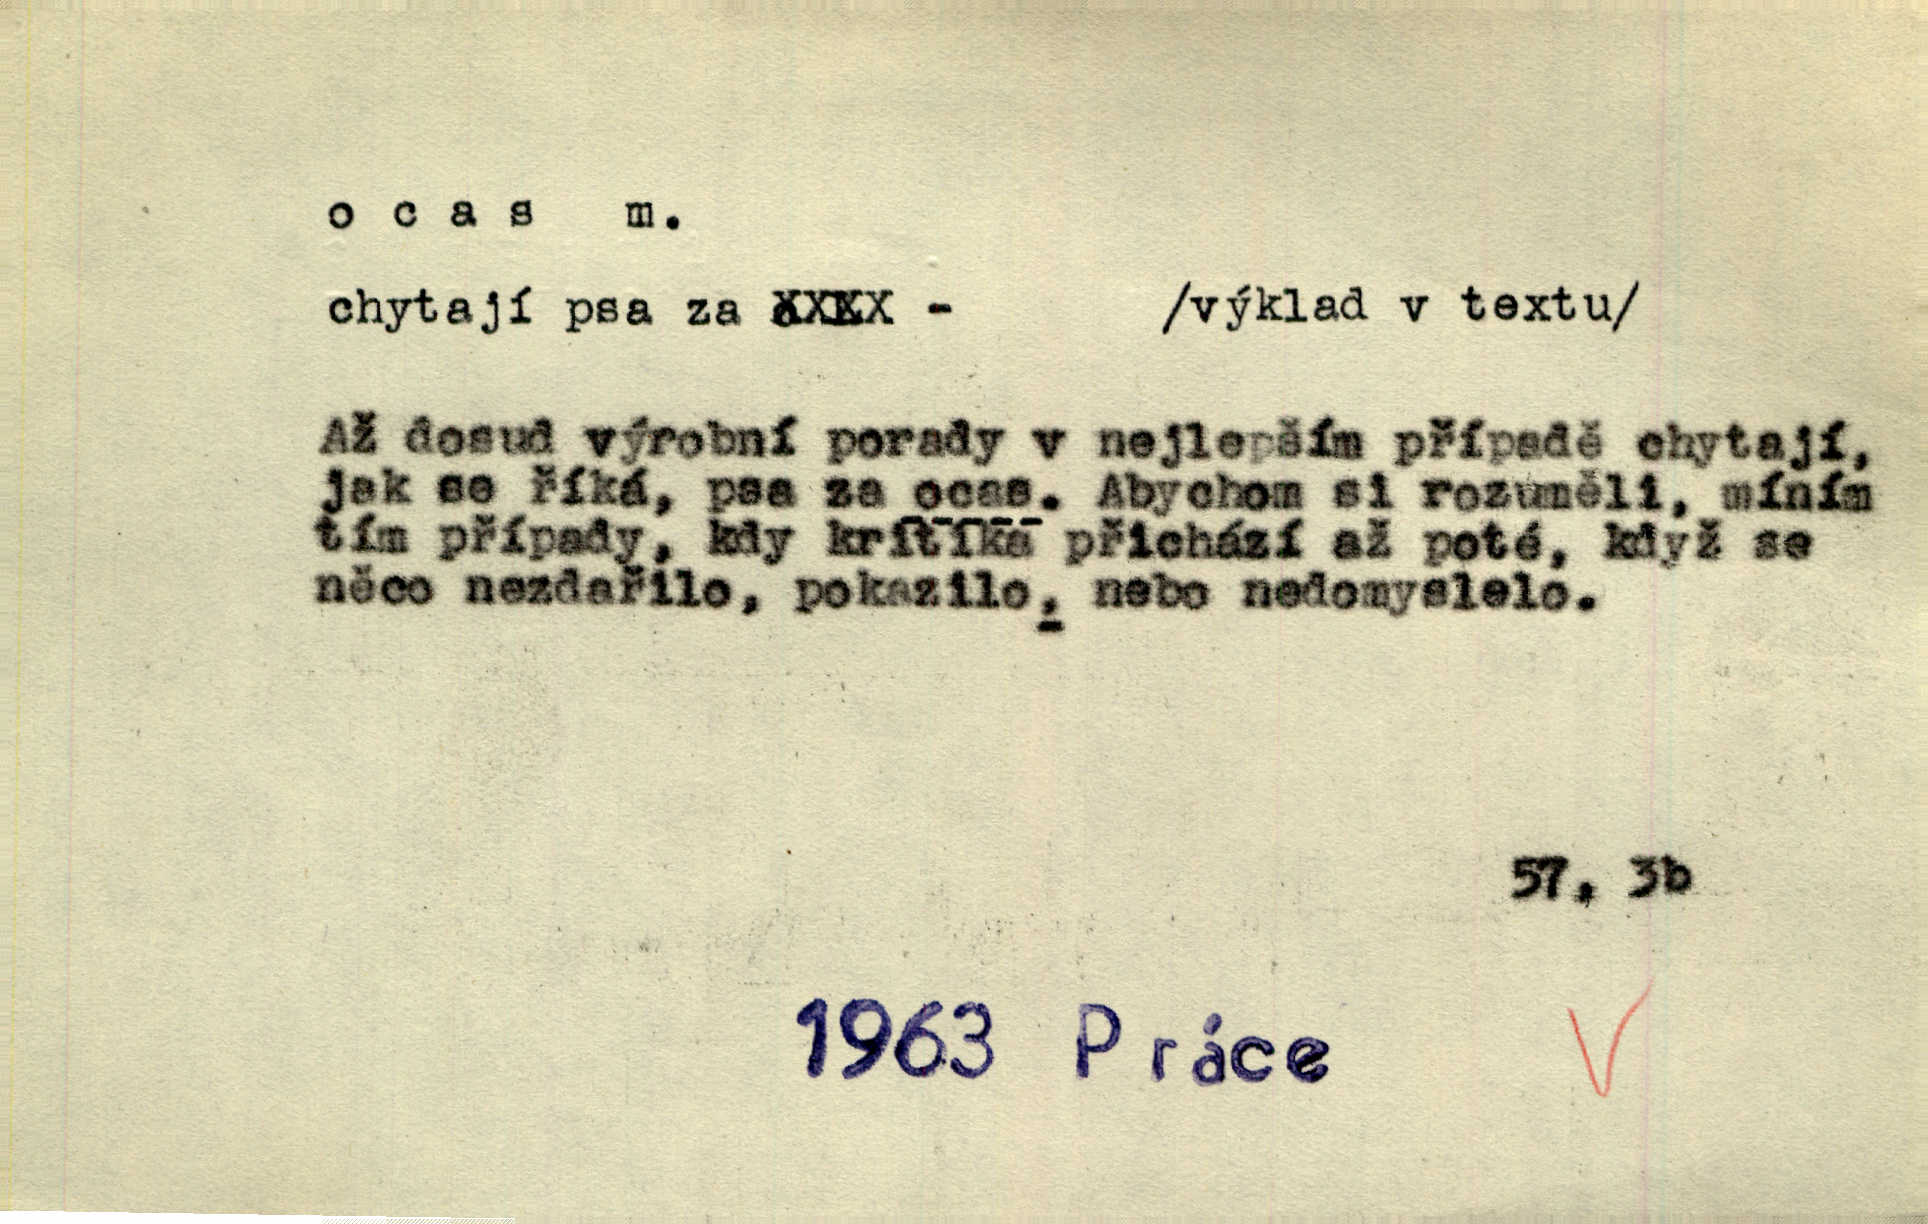 ocas m.
chytají psa za XXXX - /výklad v textu/
Až dosud výrobní porady v nejlepším případě chytají,
jak se říká, psa za ocas. Abychom si rozuměli, míním
tím případy, kdy kritika přichází až poté, když se
něco nezdařilo, pokazilo, nebo nedomyslelo.
57, 3b
1963 Práce